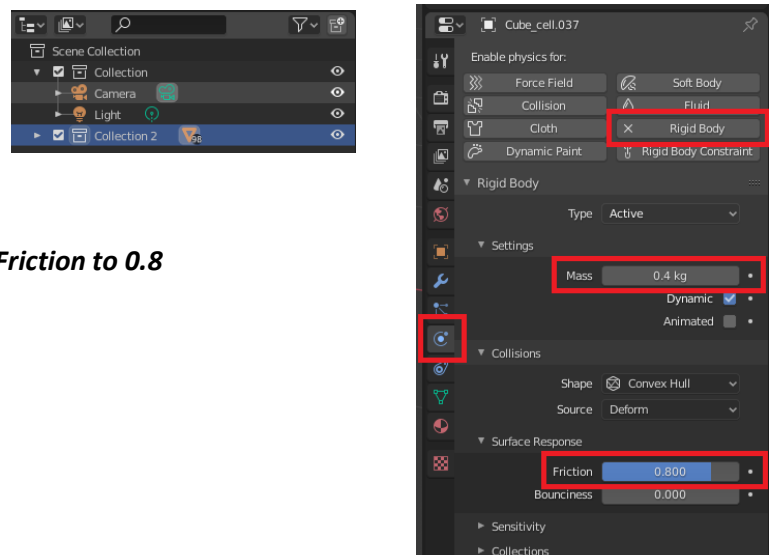 Scene Collection
Collection
Camera
Light
Collection 2
98
Friction to 0.8
Cube_cell.037
Enable physics for:
Force Field
Soft Body
Collision
Fluid
Cloth
Rigid Body
Dynamic Paint
Rigid Body Constraint
Rigid Body
Type Active
Settings
Mass 0.4 kg
Dynamic
Animated
Collisions
Shape Convex Hull
Source Deform
Surface Response
Friction 0.800
Bounciness 0.000
Sensitivity
Collections